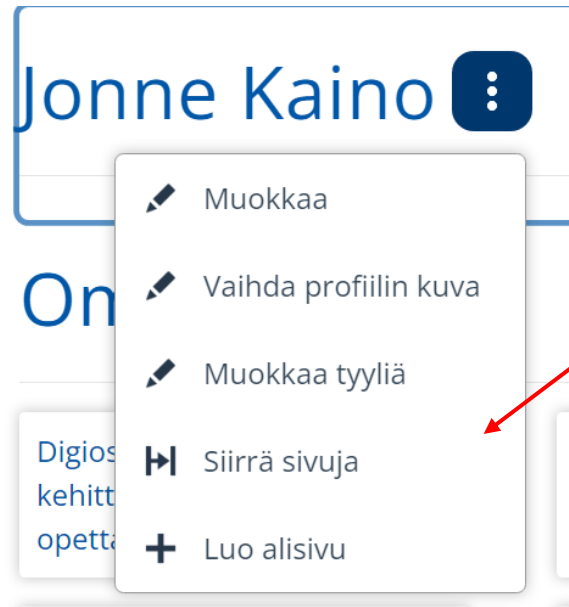 Jonne Kaino
Muokkaa
Vaihda profiilin kuva
Muokkaa tyyliä
Siirrä sivuja
Luo alisivu